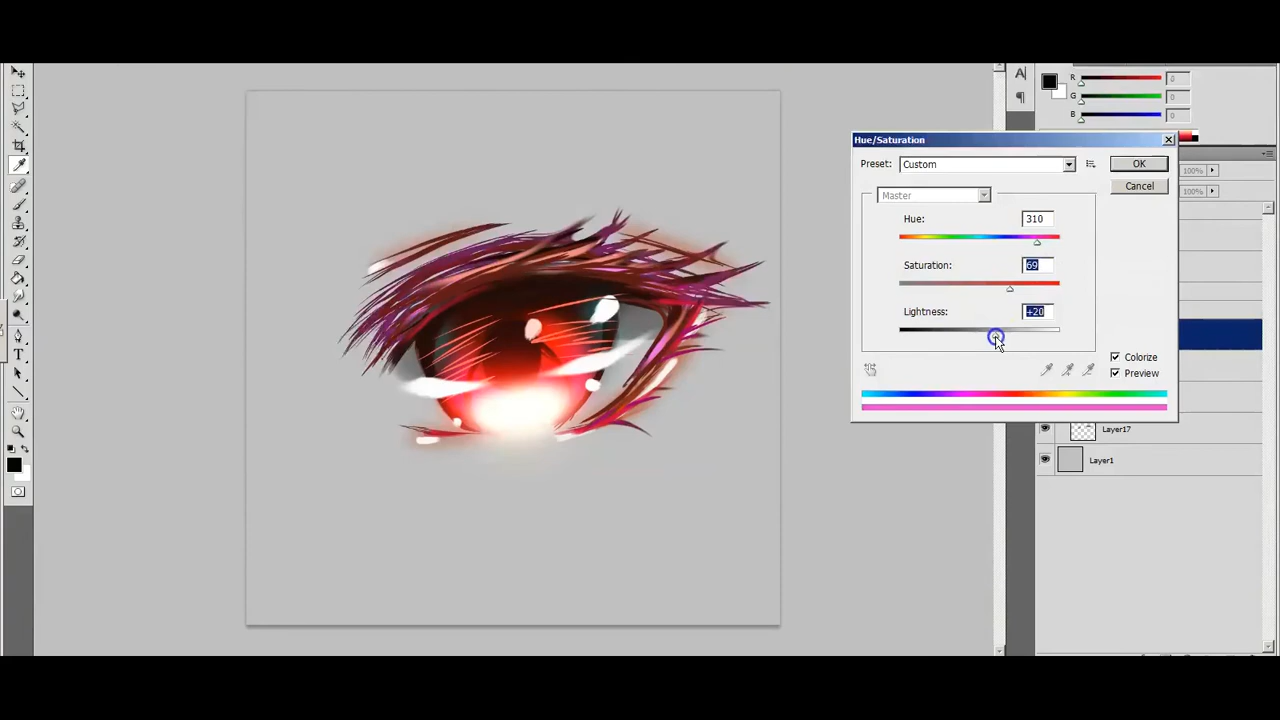 A
R 0
G 0
B 0
Hue/Saturation
Preset: Custom OK
100%
Cancel
100%
Master
Hue: 310
Saturation: 69
Lightness: +20
Colorize
Preview
Layer17
Layer1
T